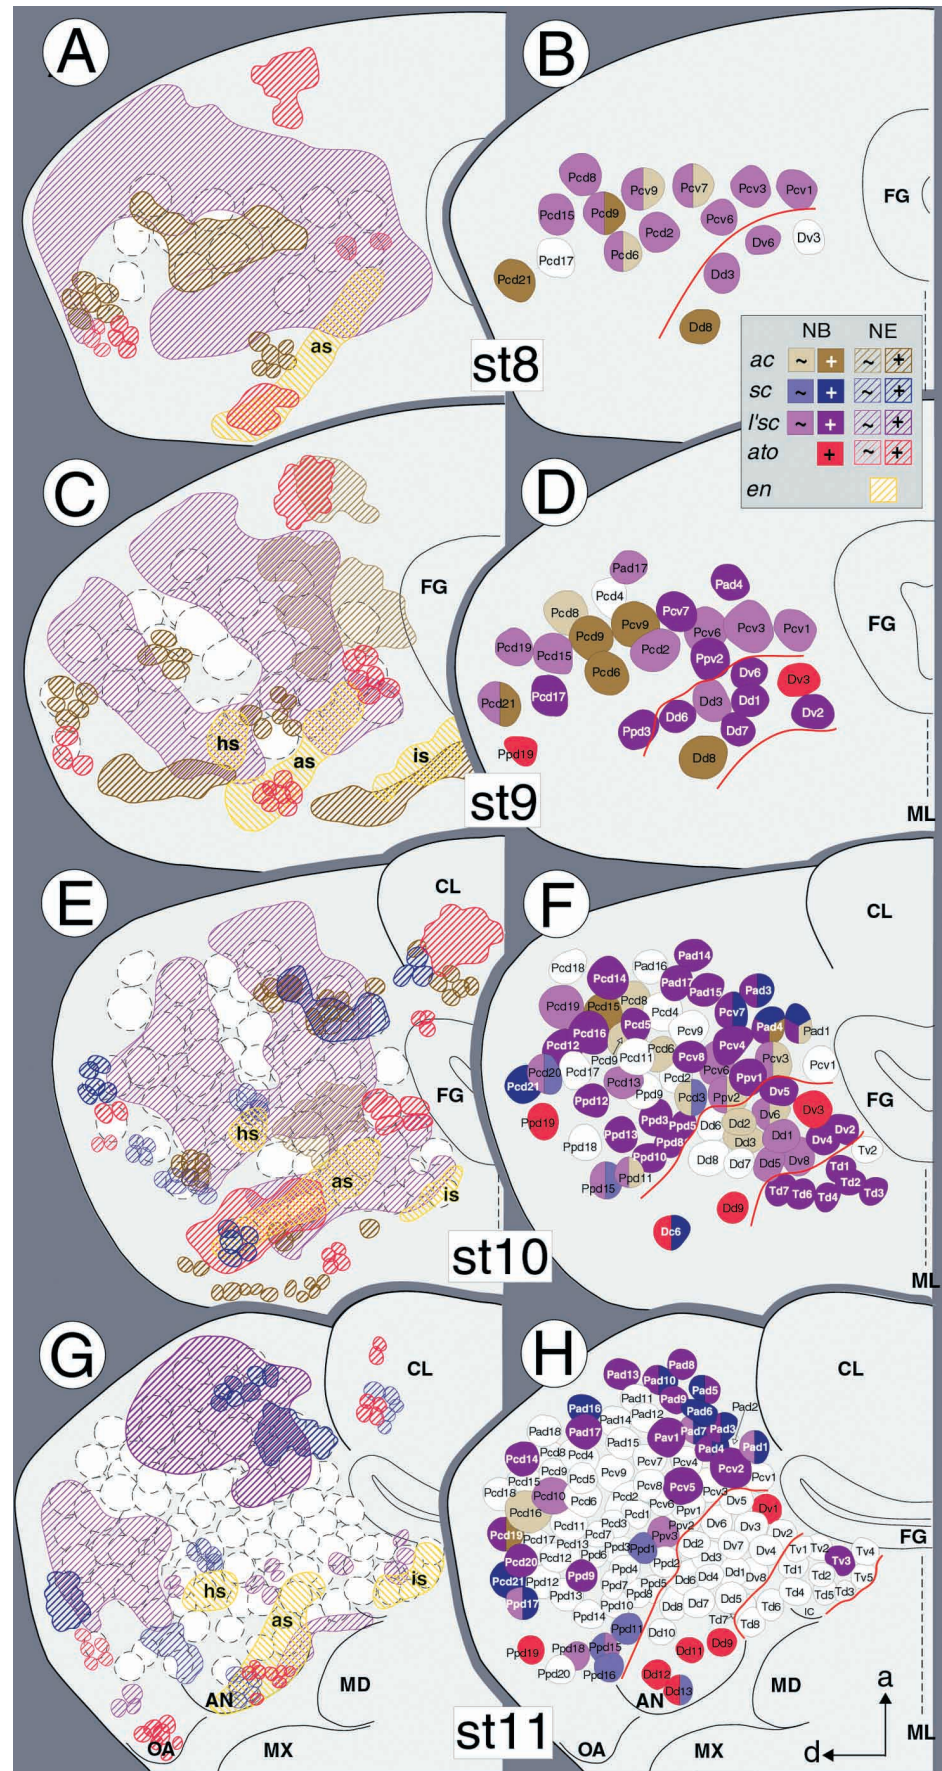 A
as
st8
B
Pcd8
Pcv9
Pcv7
Pcv3
Pcv1
Pcd15
Pcd9
Pcd2
Pcv6
Pcd17
Pcd6
Dv6
Dv3
Pcd21
Dd3
Dd8
FG
NB NE
ac ~ + ~ +
sc ~ + ~ +
l'sc ~ + ~ +
ato + ~ +
en
C
FG
hs
as
is
st9
D
Pad17
Pad4
Pcd4
Pcd8
Pcv9
Pcv7
Pcd9
Pcv6
Pcv3
Pcv1
Pcd19
Pcd15
Pcd2
Ppv2
Pcd6
Dv6
Dv3
Pcd21
Pcd17
Dd3
Dd1
Dd6
Dv2
Ppd3
Dd7
Ppd19
Dd8
FG
ML
E
CL
FG
hs
as
is
st10
F
CL
Pad14
Pcd18
Pcd14
Pad16
Pad17
Pad15
Pad3
Pcd19
Pcd15
Pcd8
Pcd4
Pcv7
Pcd16
Pcd5
Pcv9
Pad4
Pad1
Pcd12
Pcd9
Pcd11
Pcd6
Pcv8
Pcv4
Pcv3
Pcv1
Pcd20
Pcd17
Pcd21
Pcd13
Pcd2
Pcv6
Ppv1
Ppd12
Ppd9
Pcd3
Ppv2
Dv5
FG
Ppd19
Ppd3
Ppd5
Dd6
Dd2
Dv6
Dv3
Ppd13
Ppd8
Dd3
Dd1
Dv4
Dv2
Ppd18
Ppd10
Tv2
Ppd11
Dd8
Dd7
Dd5
Dv8
Td1
Ppd15
Td2
Td7
Td6
Td4
Td3
Dd9
Dc6
ML
G
CL
hs
as
is
AN
MD
OA
MX
st11
H
CL
Pad13
Pad8
Pad10
Pad5
Pad11
Pad9
Pad2
Pad16
Pad14
Pad12
Pad6
Pad18
Pad17
Pad7
Pad3
Pad15
Pav1
Pad4
Pad1
Pcd14
Pcd8
Pcd4
Pcv7
Pcv4
Pcv2
Pcd9
Pcv9
Pcv1
Pcd15
Pcd5
Pcv8
Pcv5
Pcv3
Pcd18
Pcd10
Pcd6
Pcd2
Dv5
Dv1
Pcd16
Pcd1
Pcv6
Ppv1
Pcd11
Pcd3
Ppv2
Dv6
Dv3
Dv2
Pcd19
Pcd17
Pcd7
Ppv3
FG
Pcd13
Ppd3
Ppd1
Dd2
Dv7
Dv4
Tv1
Tv2
Tv4
Pcd20
Pcd12
Ppd6
Ppd2
Dd3
Tv3
Ppd4
Dd1
Td1
Pcd21
Ppd12
Ppd9
Ppd7
Ppd5
Dd6
Dd4
Dv8
Td2
Tv5
Ppd17
Ppd13
Ppd8
Dd5
Td4
Td5
Td3
Ppd10
Dd8
Dd7
Td6
Ppd14
Td7
IC
Ppd11
Dd10
Td8
Ppd19
Ppd18
Ppd15
Dd11
Dd9
Ppd20
Ppd16
Dd12
Dd13
AN
MD
a
ML
OA
MX
d